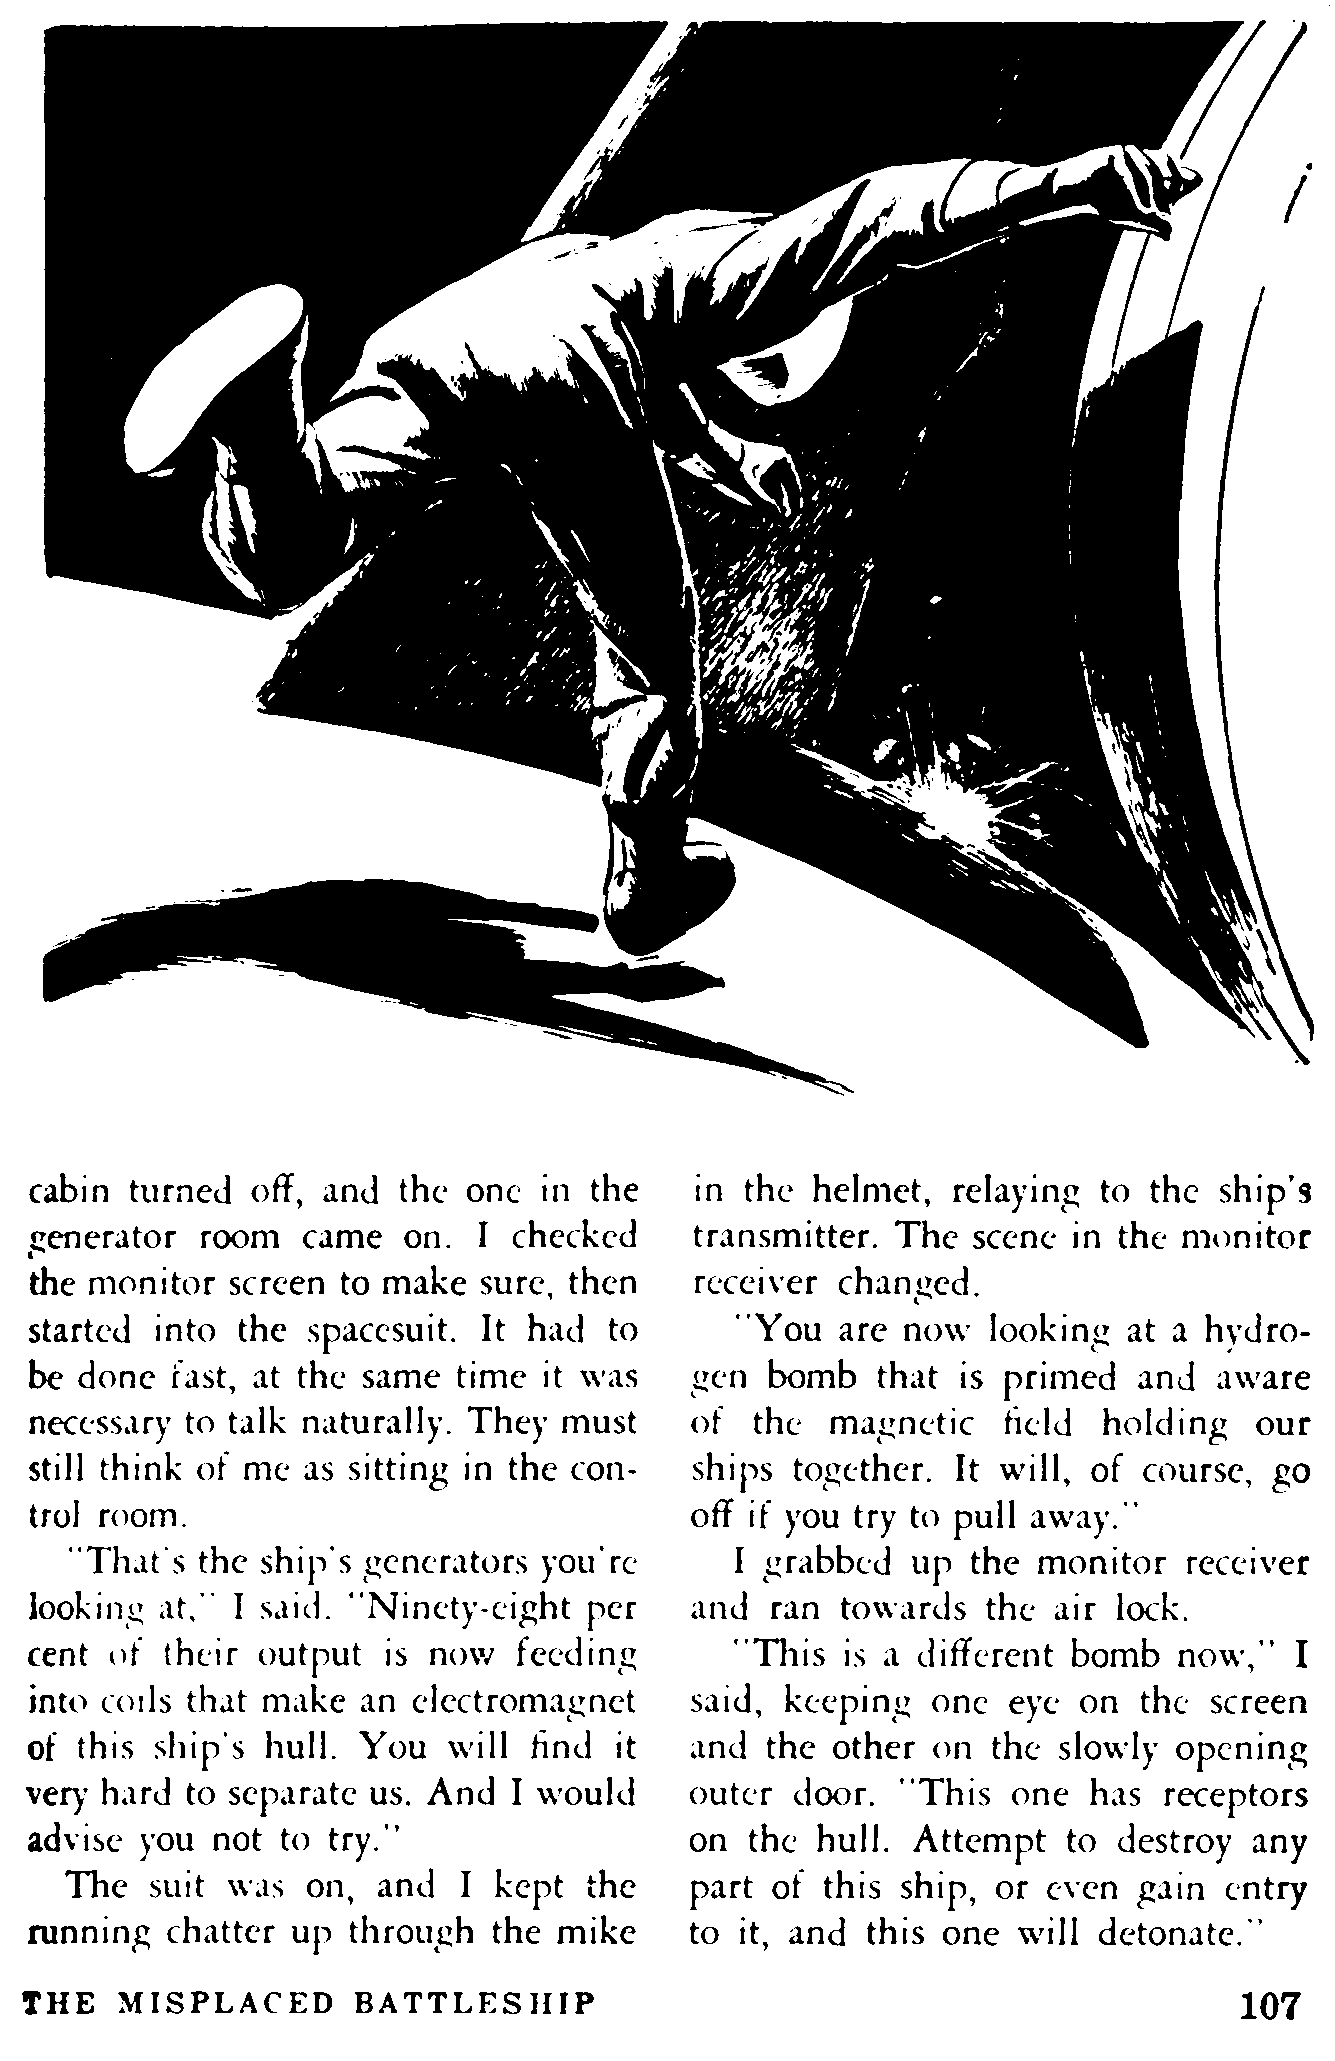 cabin turned off, and the one in the
generator room came on. I checked
the monitor screen to make sure, then
started into the spacesuit. It had to
be done fast, at the same time it was
necessary to talk naturally. They must
still think of me as sitting in the con-
trol room.
"That's the ship's generators you're
looking at," I said. "Ninety-eight per
cent of their output is now feeding
into coils that make an electromagnet
of this ship's hull. You will find it
very hard to separate us. And I would
advise you not to try."
The suit was on, and I kept the
running chatter up through the mike
in the helmet, relaying to the ship's
transmitter. The scene in the monitor
receiver changed.
"You are now looking at a hydro-
gen bomb that is primed and aware
of the magnetic field holding our
ships together. It will, of course, go
off if you try to pull away."
I grabbed up the monitor receiver
and ran towards the air lock.
"This is a different bomb now," I
said, keeping one eye on the screen
and the other on the slowly opening
outer door. "This one has receptors
on the hull. Attempt to destroy any
part of this ship, or even gain entry
to it, and this one will detonate."
THE MISPLACED BATTLESHIP
107